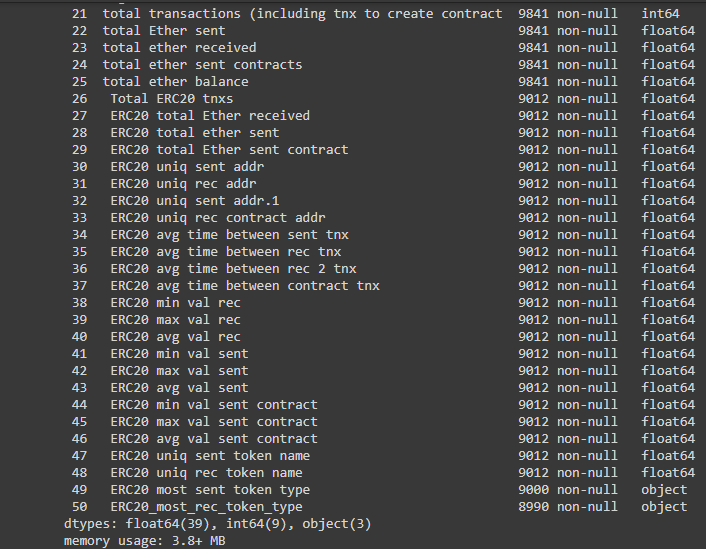 21  total transactions (including tnx to create contract  9841 non-null   int64
22  total Ether sent                                      9841 non-null   float64
23  total ether received                                  9841 non-null   float64
24  total ether sent contracts                            9841 non-null   float64
25  total ether balance                                   9841 non-null   float64
26   Total ERC20 tnxs                                     9012 non-null   float64
27   ERC20 total Ether received                           9012 non-null   float64
28   ERC20 total ether sent                               9012 non-null   float64
29   ERC20 total Ether sent contract                      9012 non-null   float64
30   ERC20 uniq sent addr                                 9012 non-null   float64
31   ERC20 uniq rec addr                                  9012 non-null   float64
32   ERC20 uniq sent addr.1                               9012 non-null   float64
33   ERC20 uniq rec contract addr                         9012 non-null   float64
34   ERC20 avg time between sent tnx                      9012 non-null   float64
35   ERC20 avg time between rec tnx                       9012 non-null   float64
36   ERC20 avg time between rec 2 tnx                     9012 non-null   float64
37   ERC20 avg time between contract tnx                  9012 non-null   float64
38   ERC20 min val rec                                    9012 non-null   float64
39   ERC20 max val rec                                    9012 non-null   float64
40   ERC20 avg val rec                                    9012 non-null   float64
41   ERC20 min val sent                                   9012 non-null   float64
42   ERC20 max val sent                                   9012 non-null   float64
43   ERC20 avg val sent                                   9012 non-null   float64
44   ERC20 min val sent contract                          9012 non-null   float64
45   ERC20 max val sent contract                          9012 non-null   float64
46   ERC20 avg val sent contract                          9012 non-null   float64
47   ERC20 uniq sent token name                           9012 non-null   float64
48   ERC20 uniq rec token name                            9012 non-null   float64
49   ERC20 most sent token type                           9000 non-null   object
50   ERC20_most_rec_token_type                            8990 non-null   object
dtypes: float64(39), int64(9), object(3)
memory usage: 3.8+ MB